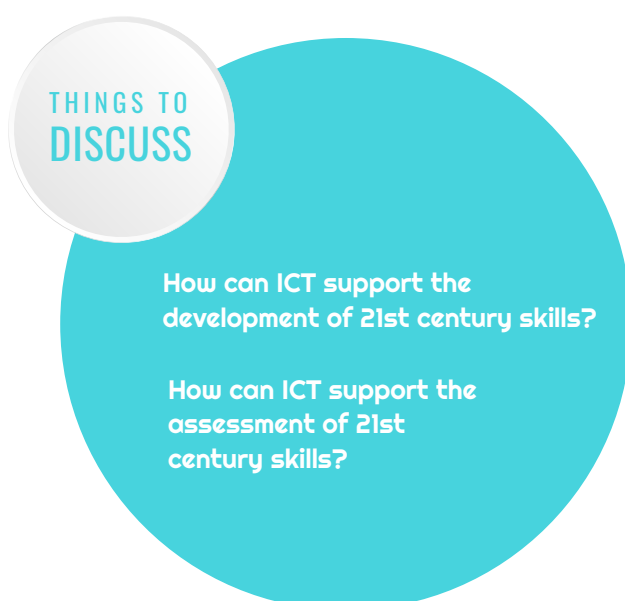 THINGS TO
DISCUSS
How can ICT support the
development of 21st century skills?
How can ICT support the
assessment of 21st
century skills?